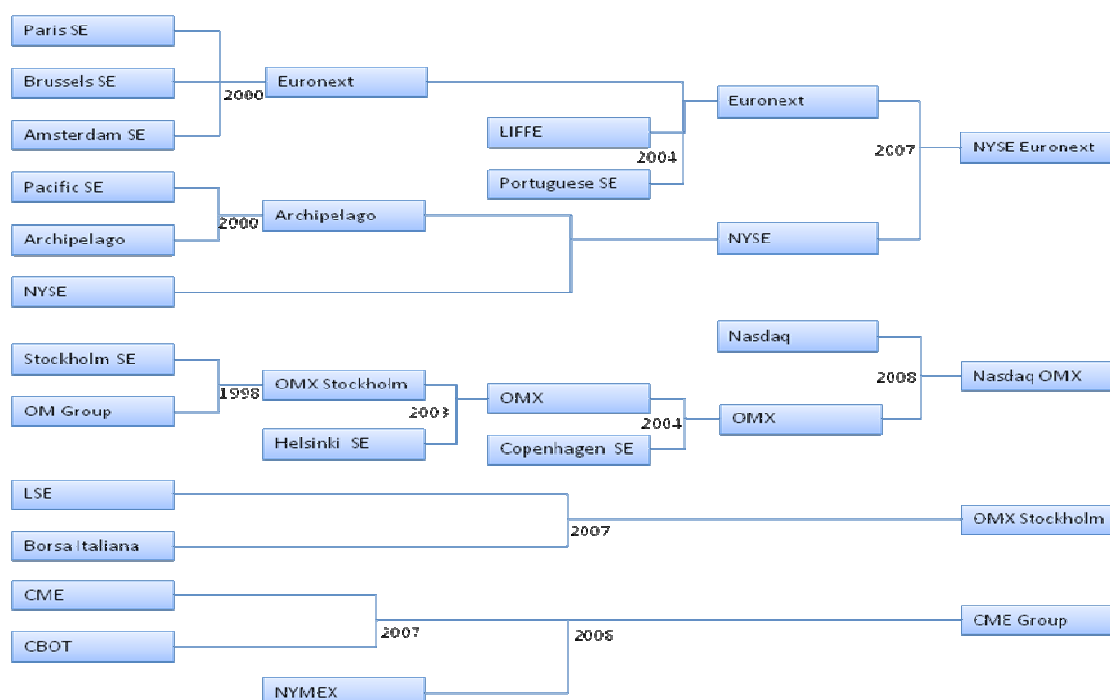 Paris SE
Brussels SE
2000
Euronext
Amsterdam SE
LIFFE
2004
Portuguese SE
Euronext
2007
NYSE Euronext
Pacific SE
2000
Archipelago
Archipelago
NYSE
NYSE
Stockholm SE
1998
OM Group
OMX Stockholm
2003
Helsinki SE
OMX
2004
Copenhagen SE
Nasdaq
2008
OMX
Nasdaq OMX
LSE
2007
Borsa Italiana
OMX Stockholm
CME
2007
CBOT
2008
NYMEX
CME Group